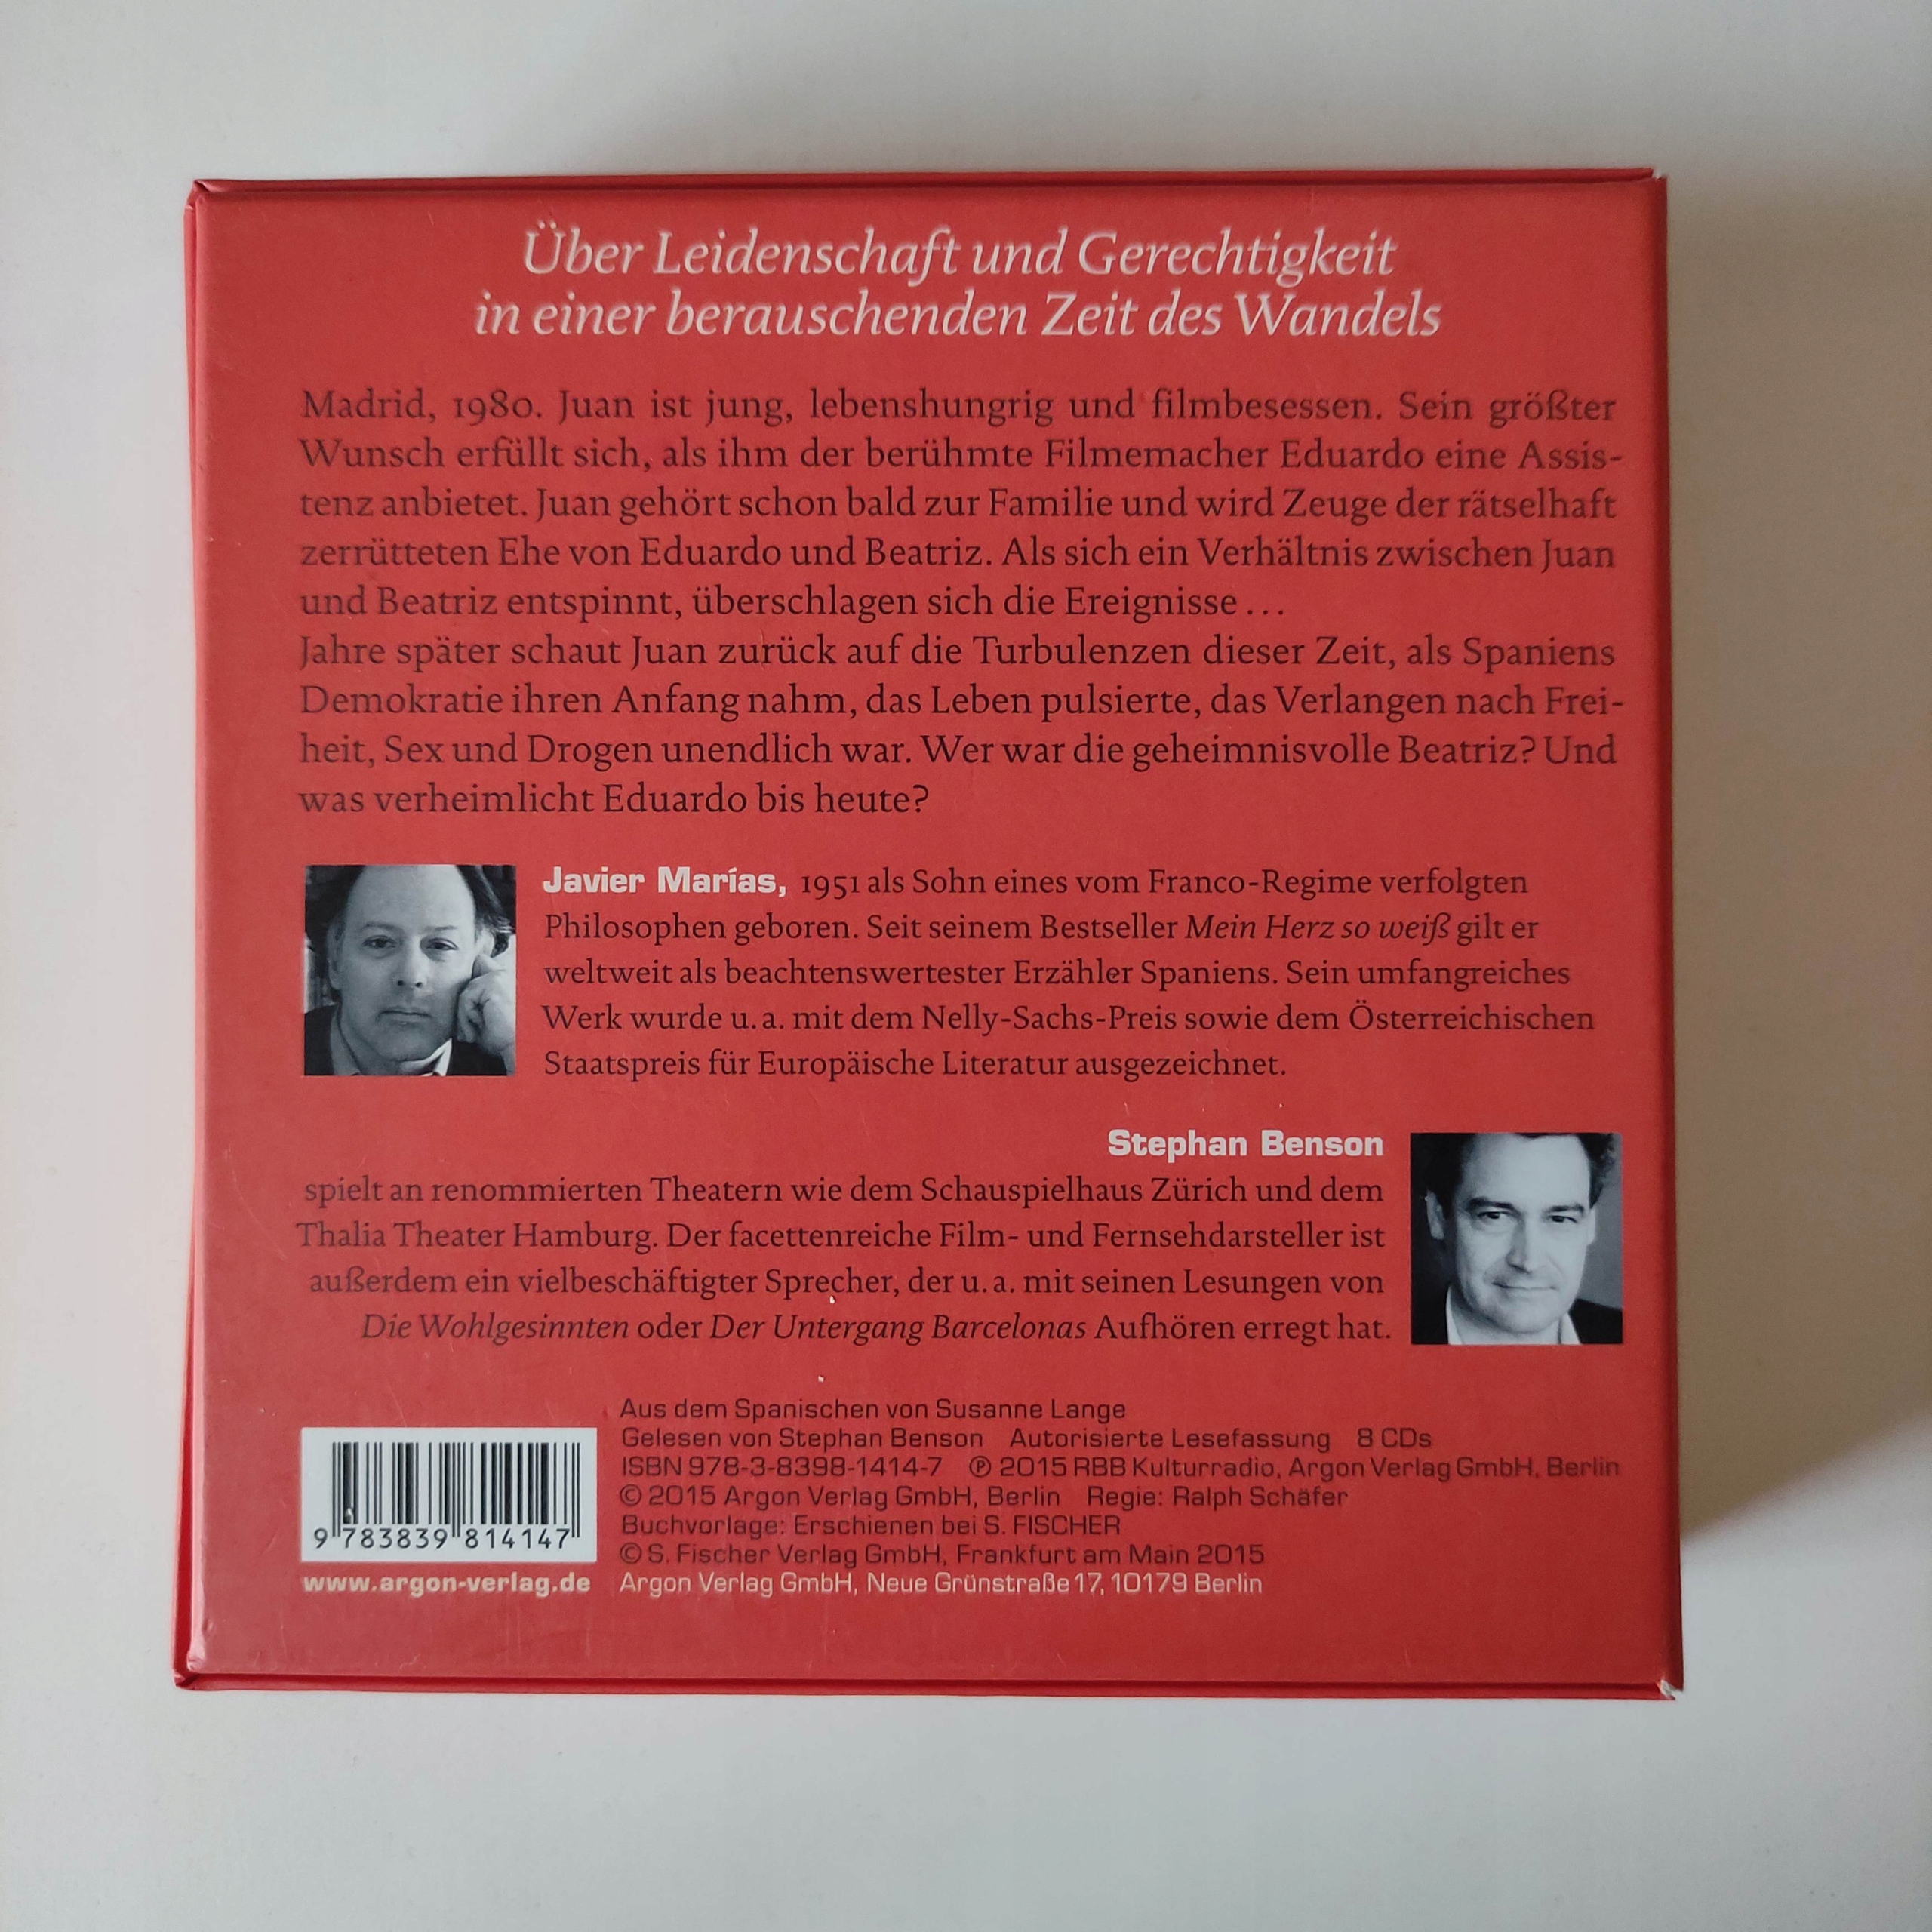 Über Leidenschaft und Gerechtigkeit
in einer berauschenden Zeit des Wandels
Madrid, 1980. Juan ist jung, lebenshungrig und filmbesessen. Sein größter
Wunsch erfüllt sich, als ihm der berühmte Filmemacher Eduardo eine Assis-
tenz anbietet. Juan gehört schon bald zur Familie und wird Zeuge der rätselhaft
zerrütteten Ehe von Eduardo und Beatriz. Als sich ein Verhältnis zwischen Juan
und Beatriz entspinnt, überschlagen sich die Ereignisse ...
Jahre später schaut Juan zurück auf die Turbulenzen dieser Zeit, als Spaniens
Demokratie ihren Anfang nahm, das Leben pulsierte, das Verlangen nach Frei-
heit, Sex und Drogen unendlich war. Wer war die geheimnisvolle Beatriz? Und
was verheimlicht Eduardo bis heute?
Javier Marías, 1951 als Sohn eines vom Franco-Regime verfolgten
Philosophen geboren. Seit seinem Bestseller Mein Herz so weiß gilt er
weltweit als beachtenswertester Erzähler Spaniens. Sein umfangreiches
Werk wurde u. a. mit dem Nelly-Sachs-Preis sowie dem Österreichischen
Staatspreis für Europäische Literatur ausgezeichnet.
Stephan Benson
spielt an renommierten Theatern wie dem Schauspielhaus Zürich und dem
Thalia Theater Hamburg. Der facettenreiche Film- und Fernsehdarsteller ist
außerdem ein vielbeschäftigter Sprecher, der u. a. mit seinen Lesungen von
Die Wohlgesinnten oder Der Untergang Barcelonas Aufhören erregt hat.
Aus dem Spanischen von Susanne Lange
Gelesen von Stephan Benson Autorisierte Lesefassung 8 CDs
ISBN 978-3-8398-1414-7 ℗ 2015 RBB Kulturradio, Argon Verlag GmbH, Berlin
© 2015 Argon Verlag GmbH, Berlin Regie: Ralph Schäfer
Buchvorlage: Erschienen bei S. FISCHER
© S. Fischer Verlag GmbH, Frankfurt am Main 2015
Argon Verlag GmbH, Neue Grünstraße 17, 10179 Berlin
9 783839 814147
www.argon-verlag.de